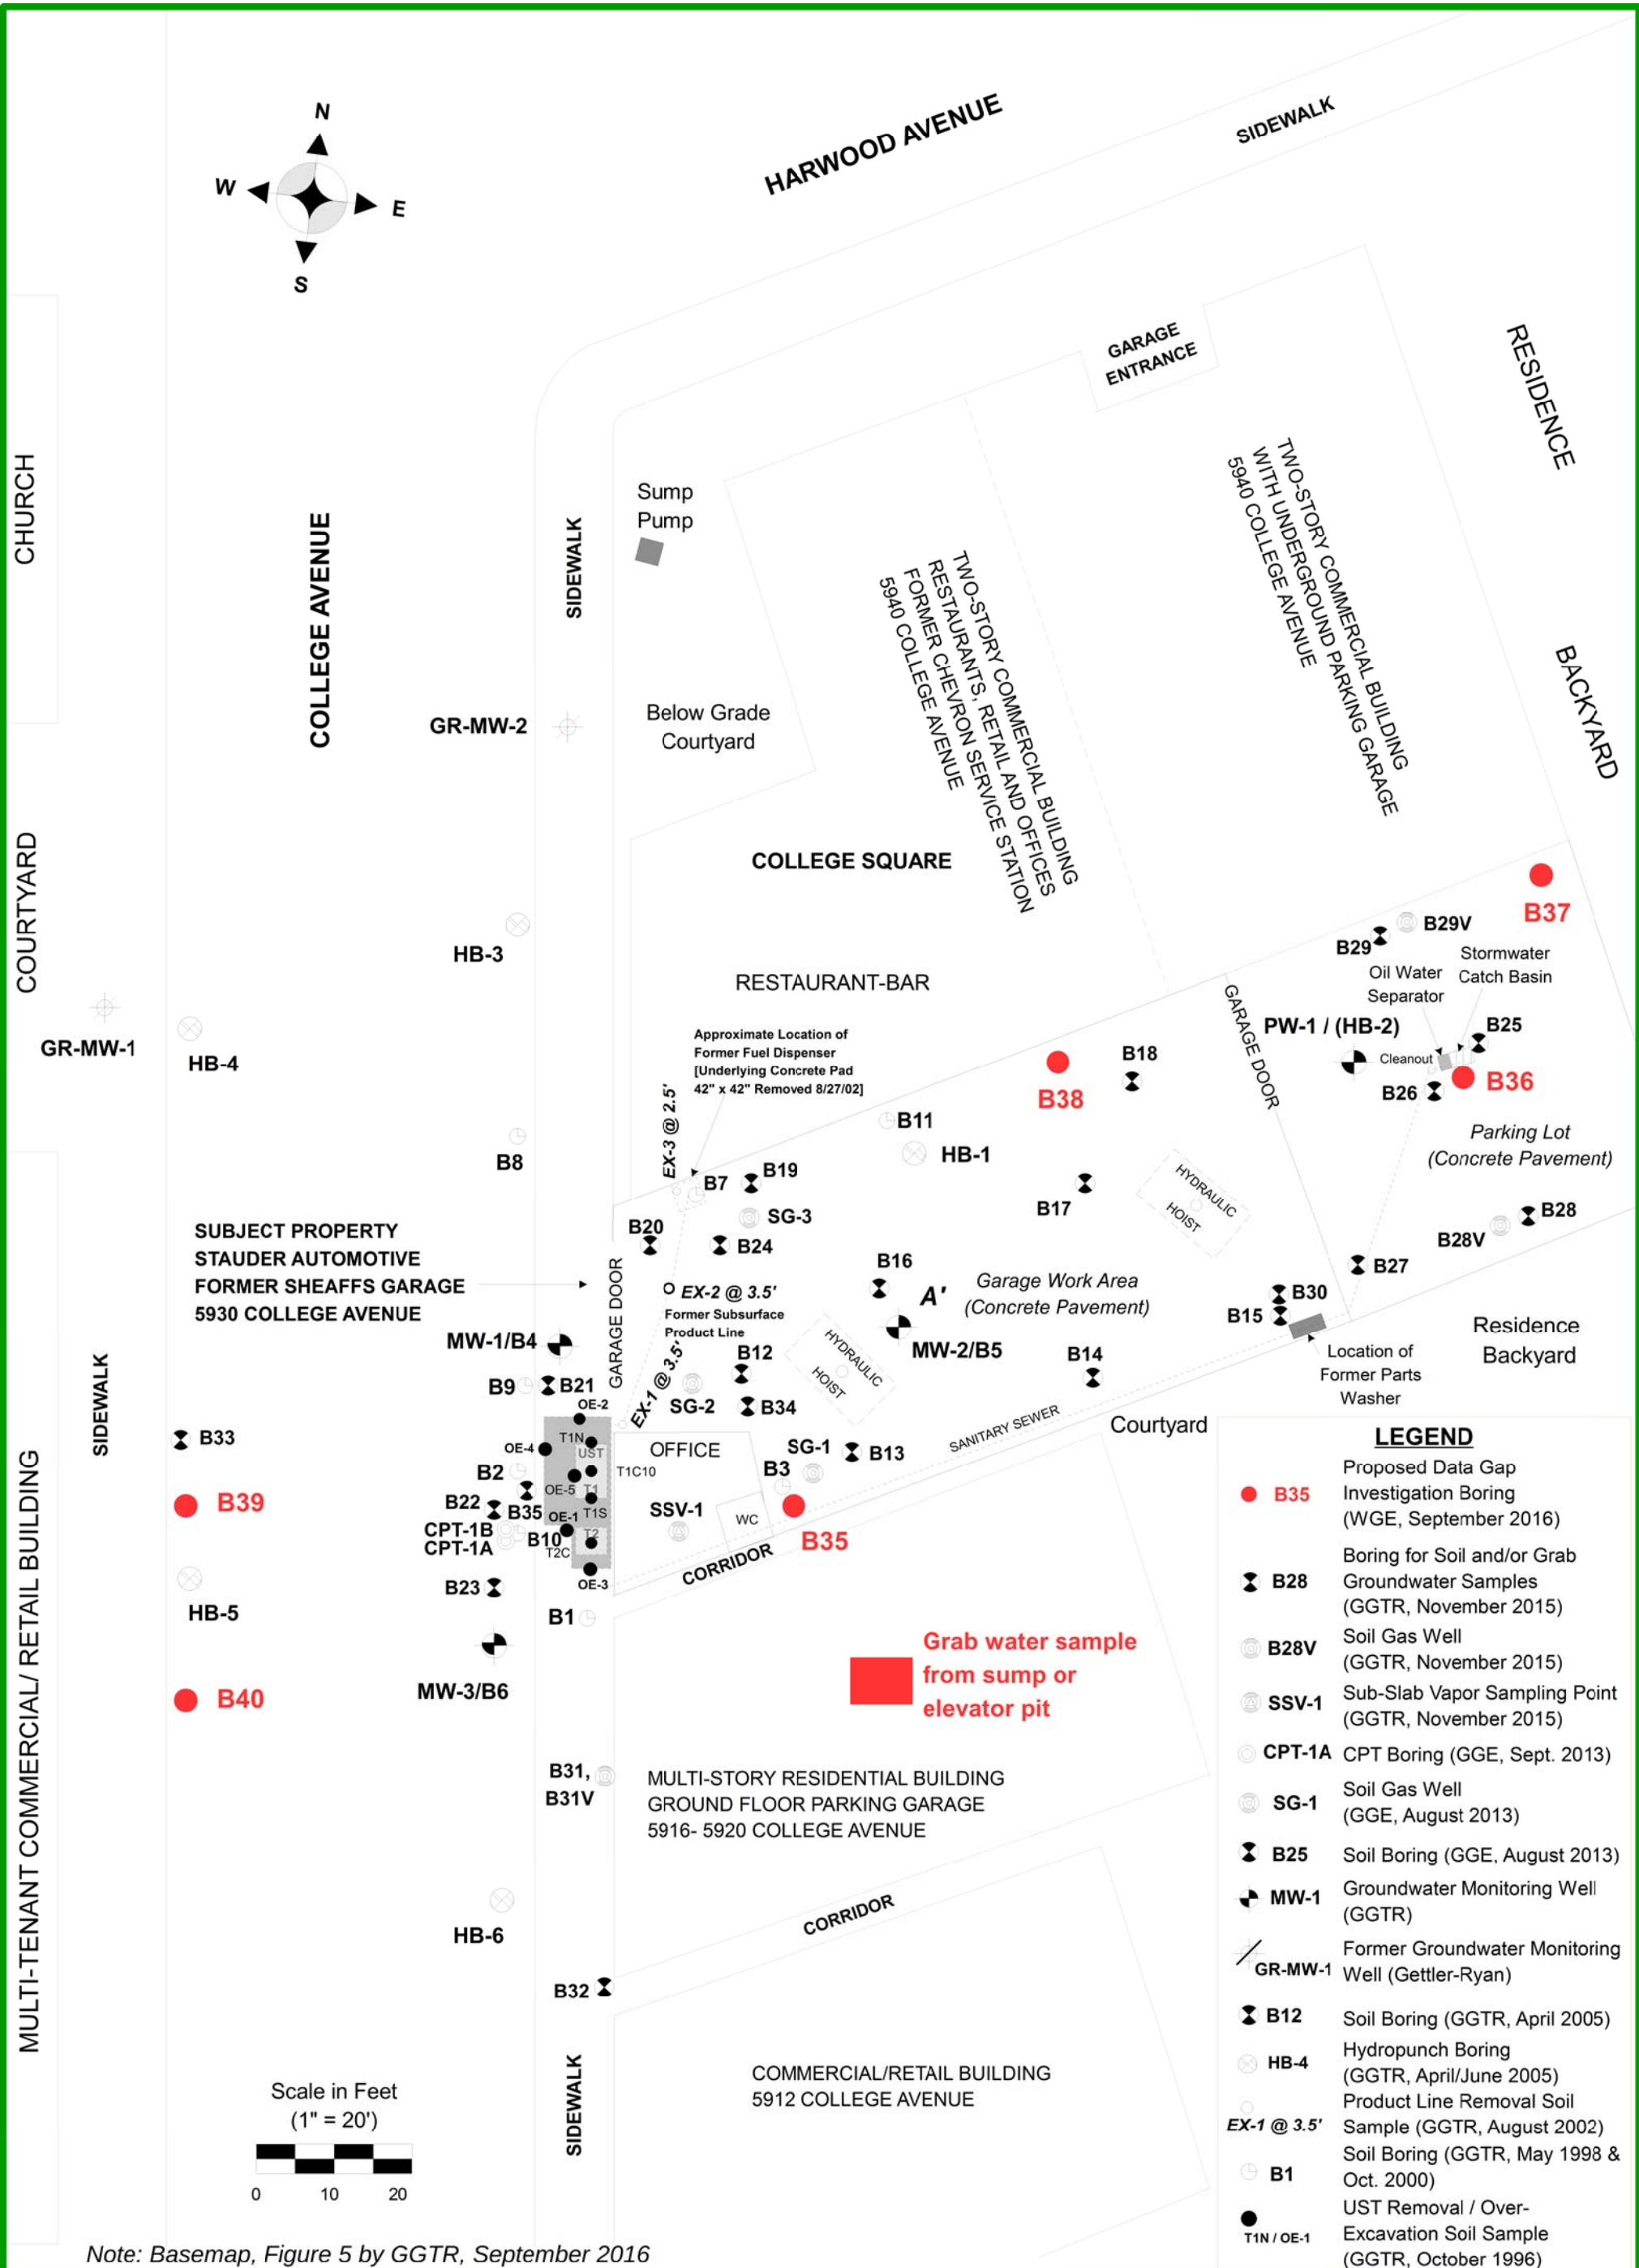 N
W
E
S
HARWOOD AVENUE
SIDEWALK
GARAGE
ENTRANCE
RESIDENCE
BACKYARD
CHURCH
COLLEGE AVENUE
SIDEWALK
Sump
Pump
TWO-STORY COMMERCIAL BUILDING
WITH UNDERGROUND PARKING GARAGE
5940 COLLEGE AVENUE
TWO-STORY COMMERCIAL BUILDING
RESTAURANTS, RETAIL AND OFFICES
FORMER CHEVRON SERVICE STATION
5940 COLLEGE AVENUE
GR-MW-2
Below Grade
Courtyard
COLLEGE SQUARE
COURTYARD
HB-3
RESTAURANT-BAR
B37
B29V
B29
Stormwater
Catch Basin
Oil Water
Separator
GARAGE DOOR
PW-1 / (HB-2)
B25
Cleanout
B36
B26
GR-MW-1
HB-4
Approximate Location of
Former Fuel Dispenser
[Underlying Concrete Pad
42" x 42" Removed 8/27/02]
EX-3 @ 2.5'
B38
B18
B11
HB-1
Parking Lot
(Concrete Pavement)
B8
B7
B19
SG-3
B17
HYDRAULIC
HOIST
B28
B28V
SUBJECT PROPERTY
STAUDER AUTOMOTIVE
FORMER SHEAFFS GARAGE
5930 COLLEGE AVENUE
B20
B24
GARAGE DOOR
EX-2 @ 3.5'
Former Subsurface
Product Line
B16
A'
Garage Work Area
(Concrete Pavement)
B27
B30
B15
MW-1/B4
EX-1 @ 3.5'
B12
HYDRAULIC
HOIST
MW-2/B5
B14
Location of
Former Parts
Washer
Residence
Backyard
B9
B21
OE-2
SG-2
B34
SANITARY SEWER
Courtyard
SIDEWALK
B33
OE-4
T1N
UST
OFFICE
T1C10
SG-1
B13
B3
B2
OE-5
T1
B39
B22
B35
OE-1
T1S
SSV-1
WC
B35
CPT-1B
CPT-1A
B10
T2
T2C
CORRIDOR
B23
OE-3
HB-5
B1
MW-3/B6
B40
Grab water sample
from sump or
elevator pit
MULTI-TENANT COMMERCIAL/ RETAIL BUILDING
B31,
B31V
MULTI-STORY RESIDENTIAL BUILDING
GROUND FLOOR PARKING GARAGE
5916- 5920 COLLEGE AVENUE
HB-6
CORRIDOR
B32
SIDEWALK
COMMERCIAL/RETAIL BUILDING
5912 COLLEGE AVENUE
Scale in Feet
(1" = 20')
0 10 20
Note: Basemap, Figure 5 by GGTR, September 2016
LEGEND
B35
Proposed Data Gap
Investigation Boring
(WGE, September 2016)
B28
Boring for Soil and/or Grab
Groundwater Samples
(GGTR, November 2015)
B28V
Soil Gas Well
(GGTR, November 2015)
SSV-1
Sub-Slab Vapor Sampling Point
(GGTR, November 2015)
CPT-1A CPT Boring (GGE, Sept. 2013)
SG-1
Soil Gas Well
(GGE, August 2013)
B25 Soil Boring (GGE, August 2013)
MW-1
Groundwater Monitoring Well
(GGTR)
GR-MW-1
Former Groundwater Monitoring
Well (Gettler-Ryan)
B12 Soil Boring (GGTR, April 2005)
HB-4
Hydropunch Boring
(GGTR, April/June 2005)
EX-1 @ 3.5'
Product Line Removal Soil
Sample (GGTR, August 2002)
B1
Soil Boring (GGTR, May 1998 &
Oct. 2000)
T1N / OE-1
UST Removal / Over-
Excavation Soil Sample
(GGTR, October 1996)